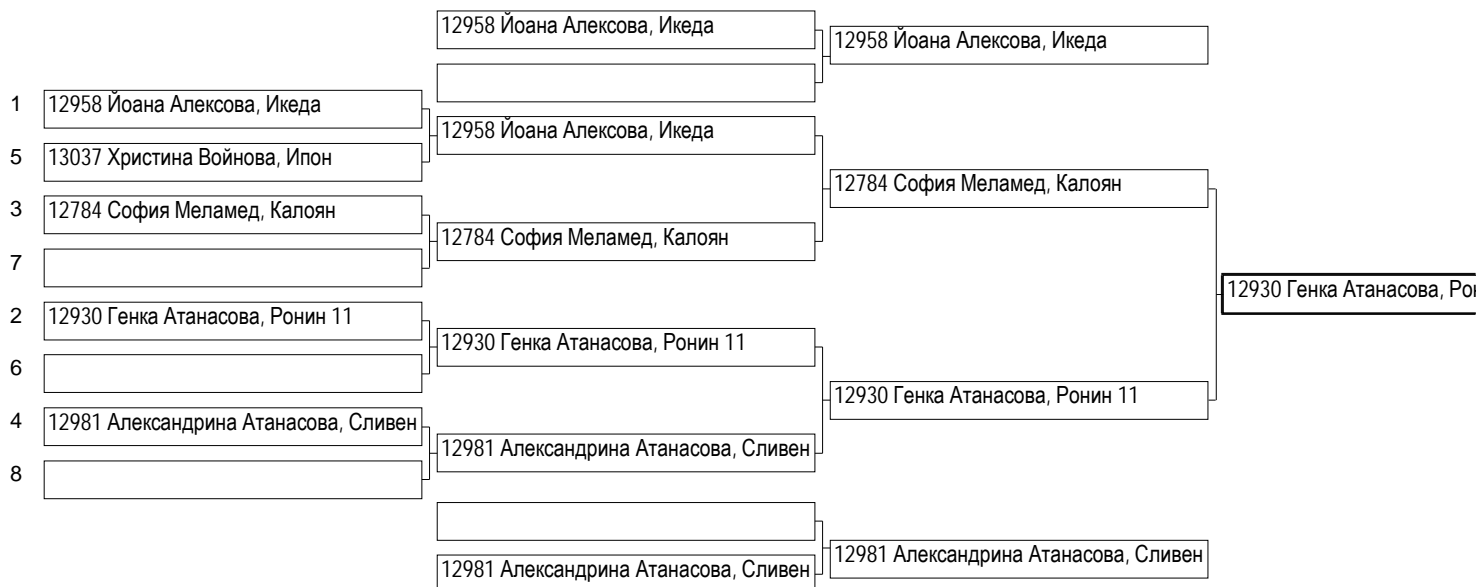 12958 Йоана Алексова, Икеда
12958 Йоана Алексова, Икеда
1 12958 Йоана Алексова, Икеда
12958 Йоана Алексова, Икеда
5 13037 Христина Войнова, Ипон
12784 София Меламед, Калоян
3 12784 София Меламед, Калоян
12784 София Меламед, Калоян
7
12930 Генка Атанасова,
2 12930 Генка Атанасова, Ронин 11
12930 Генка Атанасова, Ронин 11
6
12930 Генка Атанасова, Ронин 11
4 12981 Александрина Атанасова, Сливен
12981 Александрина Атанасова, Сливен
8
12981 Александрина Атанасова, Сливен
12981 Александрина Атанасова, Сливен